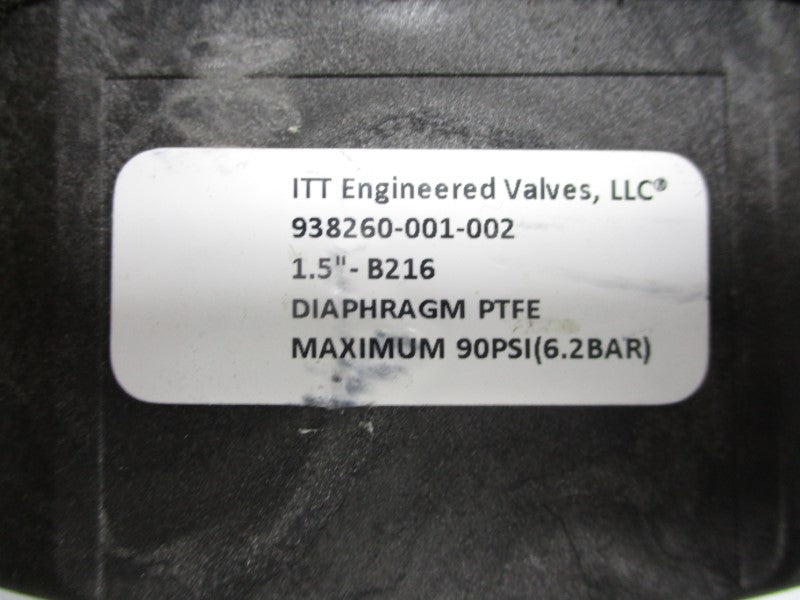 ITT Engineered Valves, LLC®
938260-001-002
1.5"- B216
DIAPHRAGM PTFE
MAXIMUM 90PSI(6.2BAR)